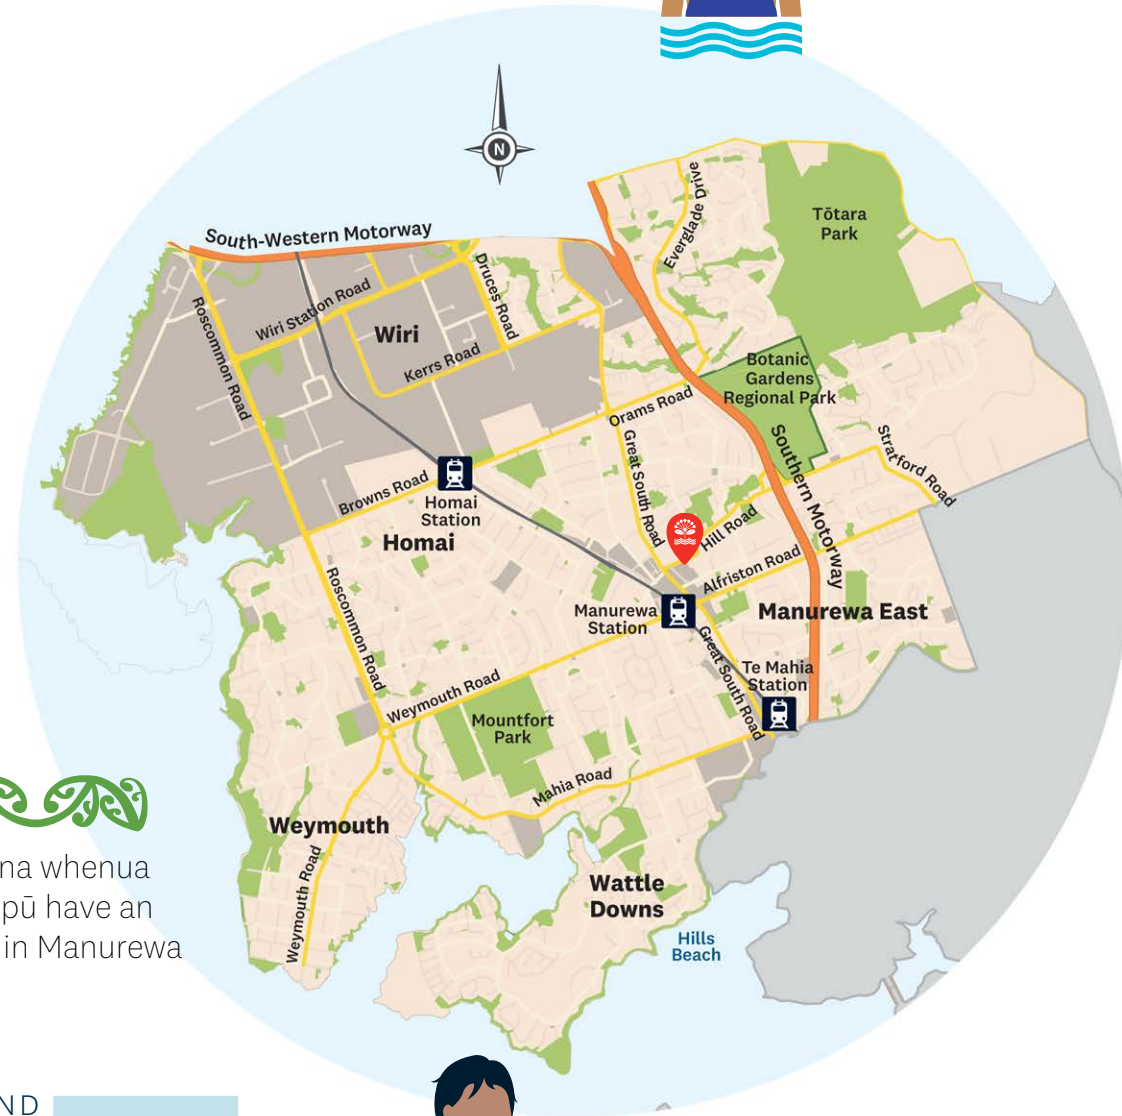 N
South-Western Motorway
Everglade Drive
Tōtara
Park
Roscommon Road
Wiri Station Road
Druces Road
Wiri
Kerrs Road
Botanic
Gardens
Regional Park
Orams Road
Great South Road
Southern Motorway
Stratford Road
Browns Road
Homai
Station
Homai
Hill Road
Alfriston Road
Roscommon Road
Manurewa
Station
Manurewa East
Great South Road
Te Mahia
Station
Weymouth Road
Mountfort
Park
Mahia Road
Weymouth
Weymouth Road
Wattle
Downs
Hills
Beach
na whenua
pū have an
in Manurewa
ND